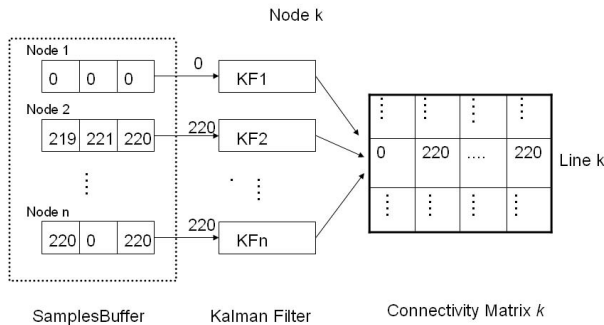 Node k
Node 1
0 0 0
0
KF1
Node 2
219 221 220
220
KF2
0 220 .... 220
Line k
Node n
220 0 220
220
KFn
SamplesBuffer
Kalman Filter
Connectivity Matrix k